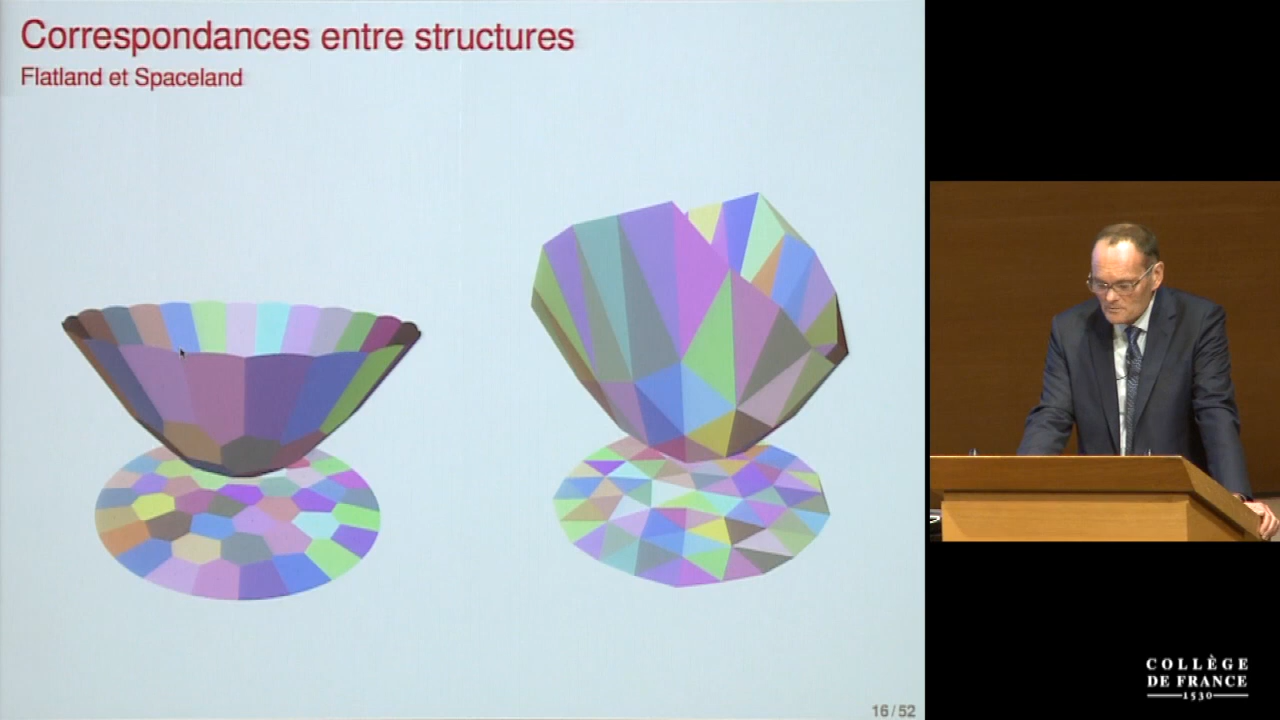 Correspondances entre structures
Flatland et Spaceland
16 / 52
COLLÈGE
DE FRANCE
1530